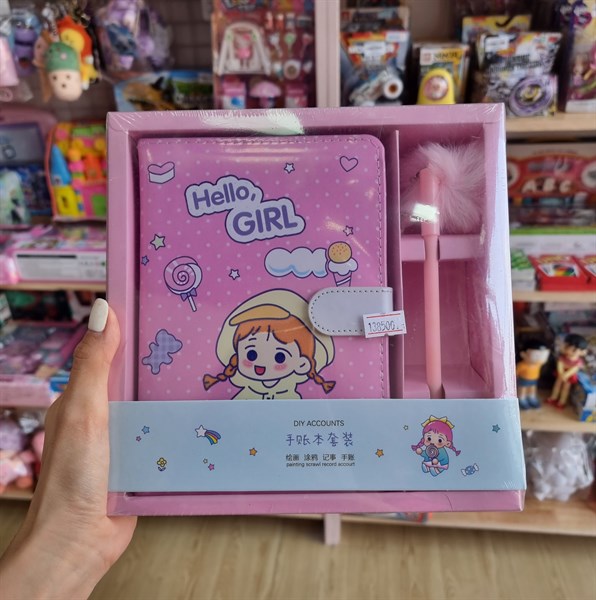 Hello,
GIRL
138500
DIY ACCOUNTS
手账本套装
绘画 涂鸦 记事 手账
painting scrawl record account
A B C